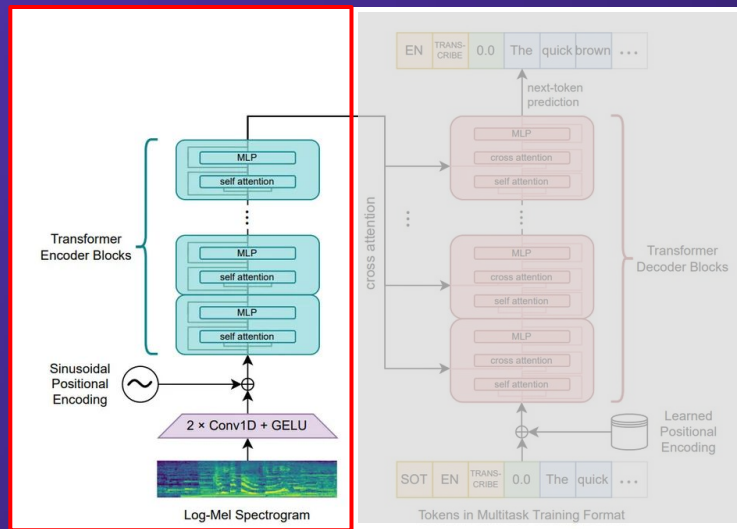 MLP
self attention
MLP
self attention
MLP
self attention
Transformer
Encoder Blocks
Sinusoidal
Positional
Encoding
2 × Conv1D + GELU
Log-Mel Spectrogram
EN
TRANS-
CRIBE
0.0
The
quick
brown
...
next-token
prediction
MLP
cross attention
self attention
cross attention
MLP
cross attention
self attention
MLP
cross attention
self attention
Transformer
Decoder Blocks
Learned
Positional
Encoding
SOT
EN
TRANS-
CRIBE
0.0
The
quick
...
Tokens in Multitask Training Format